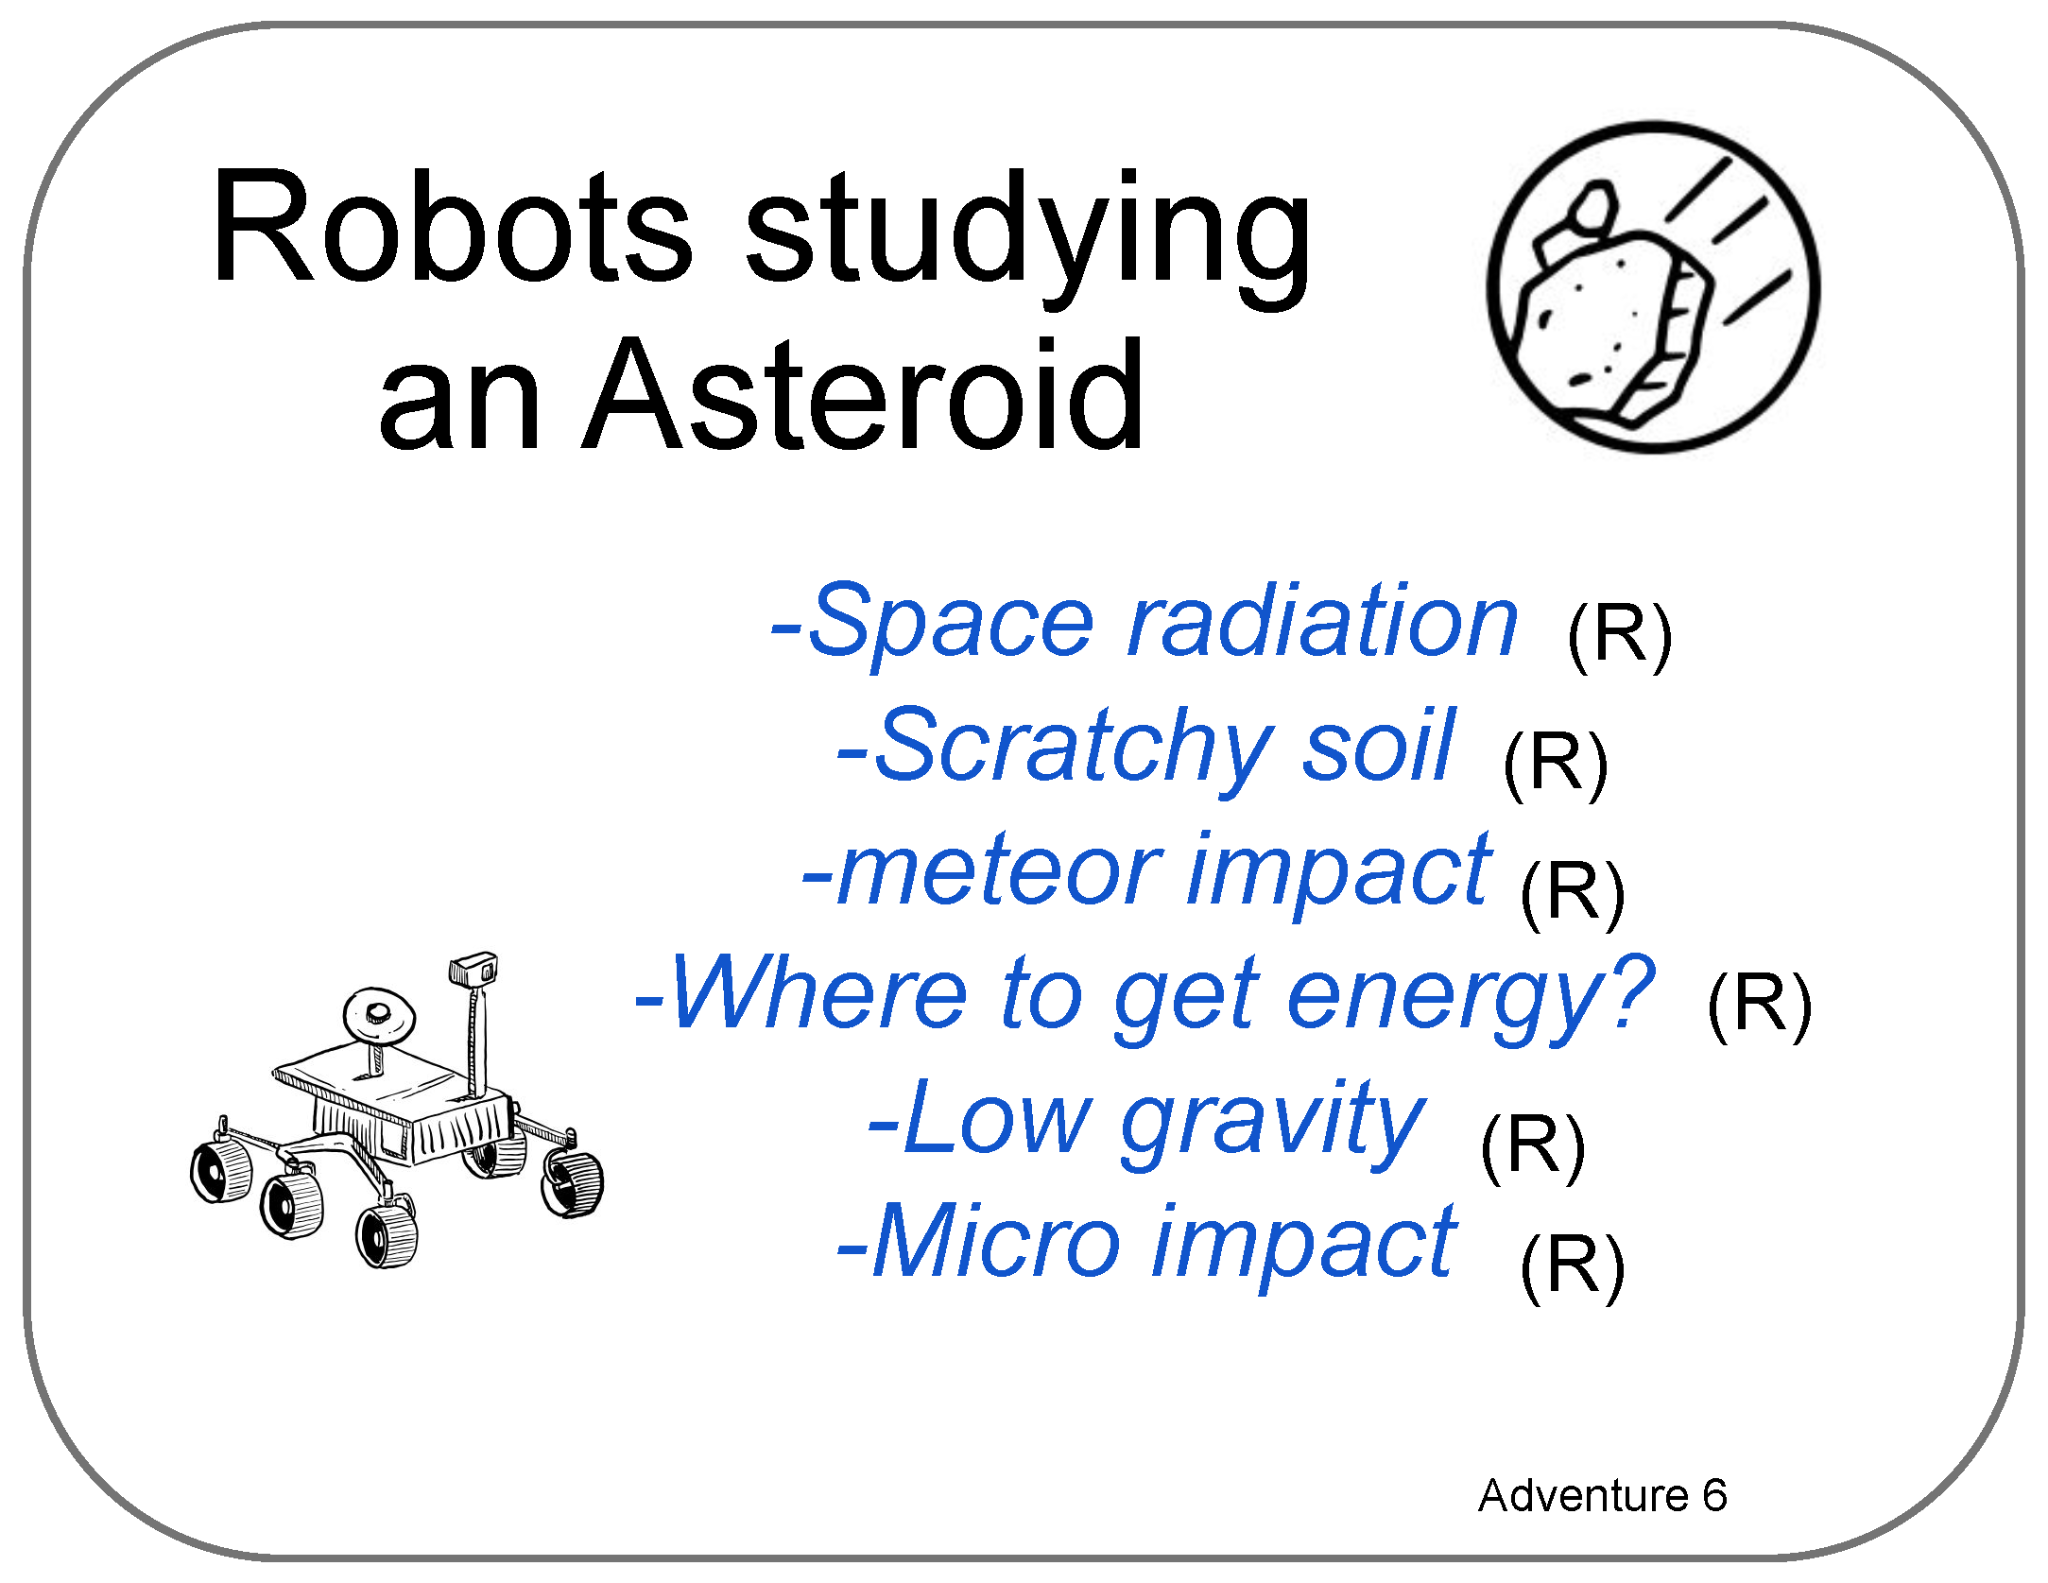 Robots studying
an Asteroid
-Space radiation (R)
-Scratchy soil (R)
-meteor impact (R)
-Where to get energy? (R)
-Low gravity (R)
-Micro impact (R)
Adventure 6